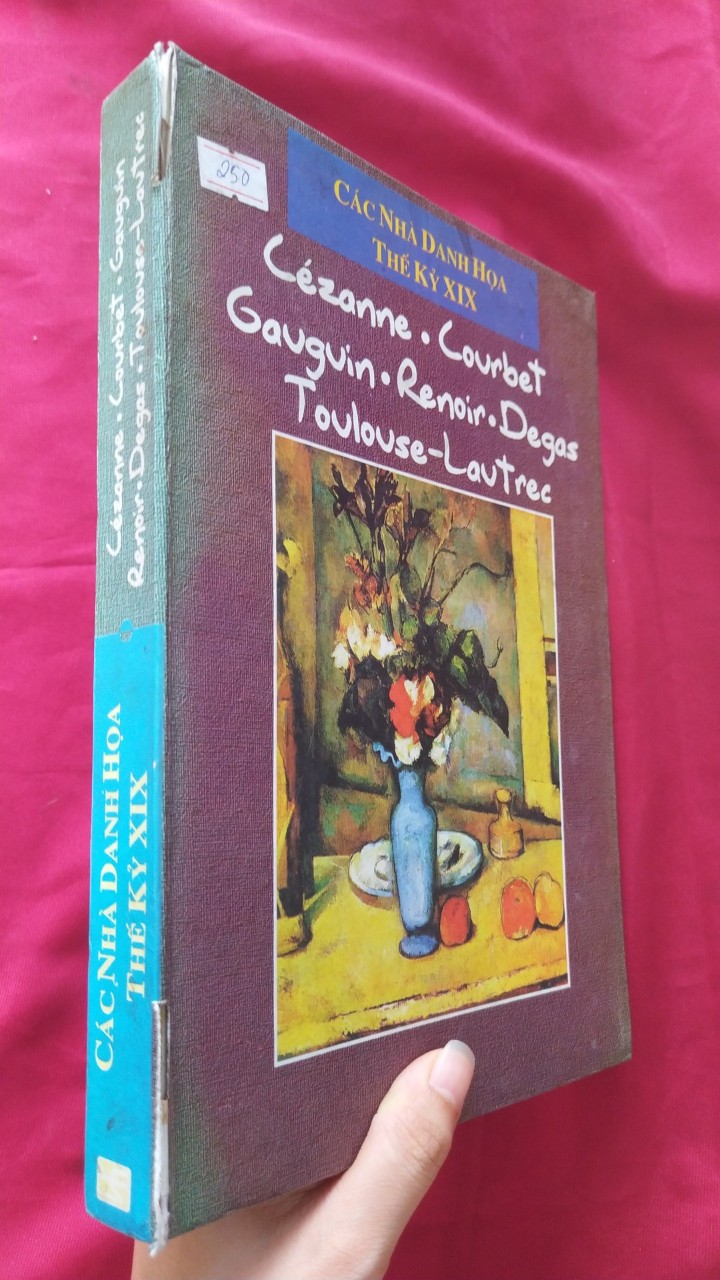 250
CÁC NHÀ DANH HỌA
THẾ KỶ XIX
Cézanne • Courbet
Gauguin • Renoir • Degas
Toulouse-Lautrec
Cézanne • Courbet • Gauguin
Renoir • Degas • Toulouse-Lautrec
CÁC NHÀ DANH HỌA
THẾ KỶ XIX